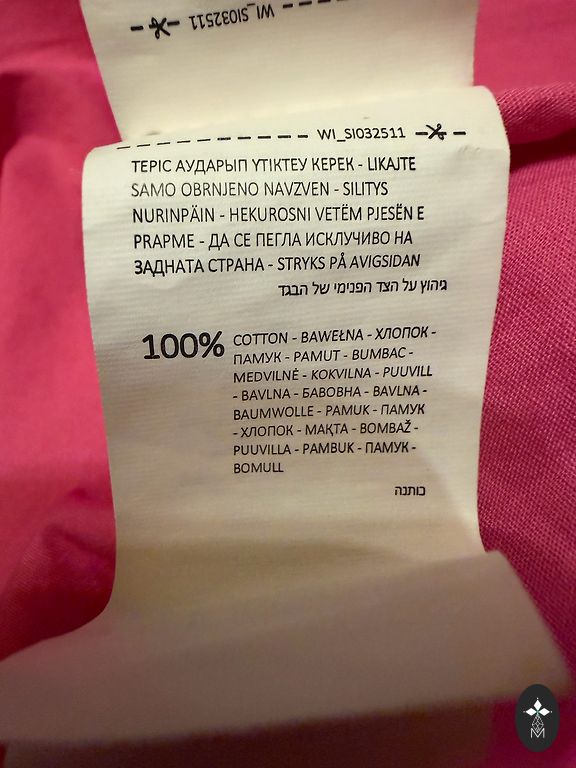 WI_SI032511
WI_SI032511
ТЕРІС АУДАРЫП ҮТІКТЕУ КЕРЕК - LIKAJTE
SAMO OBRNJENO NAVZVEN - SILITYS
NURINPÄIN - HEKUROSNI VETËM PJESËN E
PRAPME - ДА СЕ ПЕГЛА ИСКЛУЧИВО НА
ЗАДНАТА СТРАНА - STRYKS PÅ AVIGSIDAN
גיהוץ על הצד הפנימי של הבגד
100% COTTON - BAWEŁNA - ХЛОПОК -
ПАМУК - PAMUT - BUMBAC -
MEDVILNĖ - KOKVILNA - PUUVILL
- BAVLNA - БАВОВНА - BAVLNA -
BAUMWOLLE - PAMUK - ПАМУК
- ХЛОПОК - МАҚТА - BOMBAŽ -
PUUVILLA - PAMBUK - ПАМУК -
BOMULL
כותנה
M